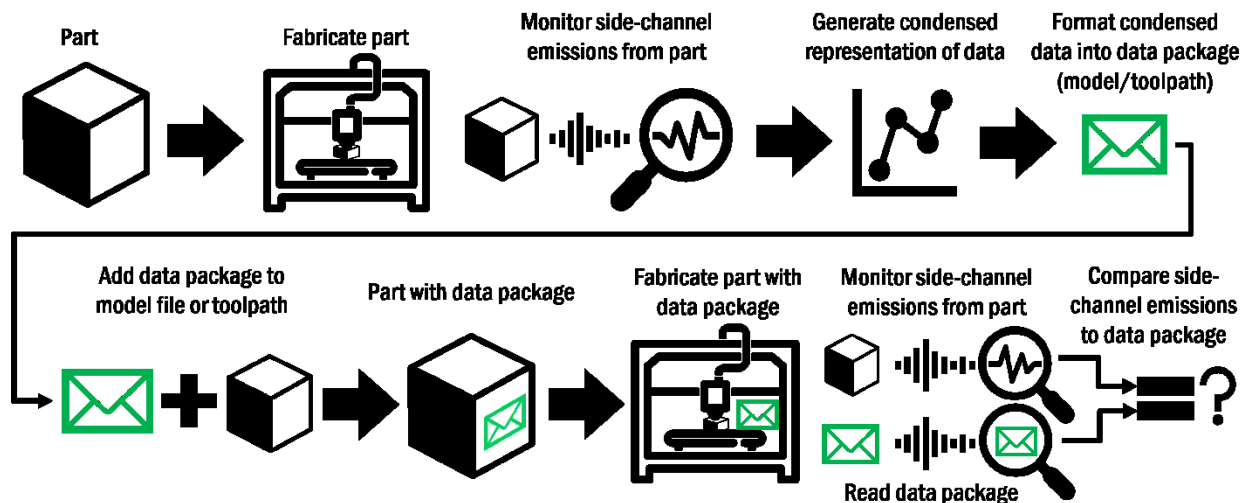 Part
Fabricate part
Monitor side-channel
emissions from part
Generate condensed
representation of data
Format condensed
data into data package
(model/toolpath)
Add data package to
model file or toolpath
Part with data package
Fabricate part with
data package
Monitor side-channel
emissions from part
Compare side-
channel emissions
to data package
?
Read data package